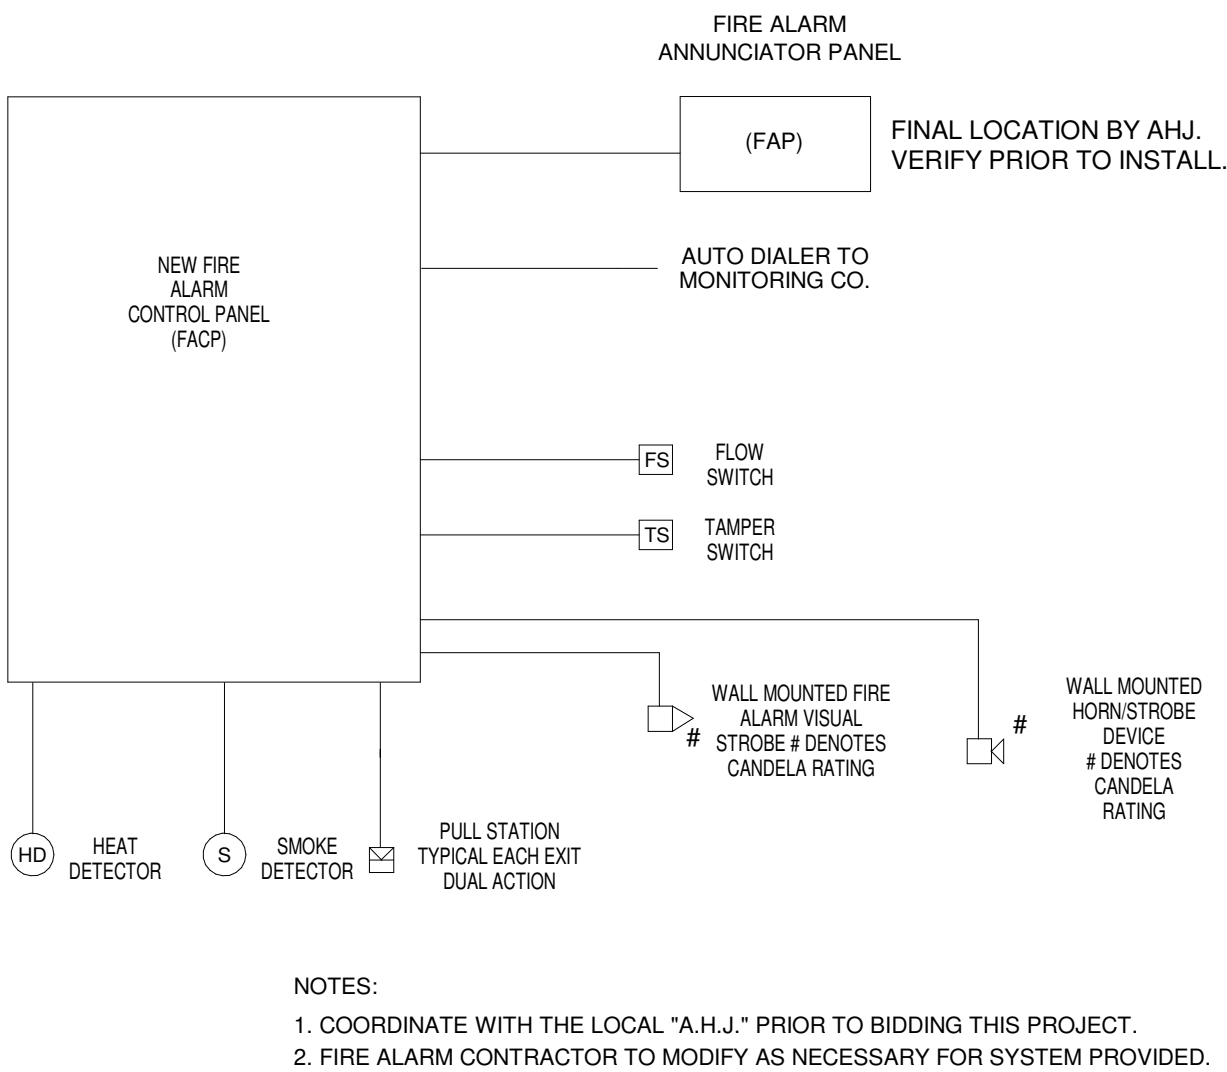 FIRE ALARM
ANNUNCIATOR PANEL
(FAP)
FINAL LOCATION BY AHJ.
VERIFY PRIOR TO INSTALL.
NEW FIRE
ALARM
CONTROL PANEL
(FACP)
AUTO DIALER TO
MONITORING CO.
FS
FLOW
SWITCH
TS
TAMPER
SWITCH
#
WALL MOUNTED FIRE
ALARM VISUAL
STROBE # DENOTES
CANDELA RATING
#
WALL MOUNTED
HORN/STROBE
DEVICE
# DENOTES
CANDELA
RATING
HD
HEAT
DETECTOR
S
SMOKE
DETECTOR
PULL STATION
TYPICAL EACH EXIT
DUAL ACTION
NOTES:
1. COORDINATE WITH THE LOCAL "A.H.J." PRIOR TO BIDDING THIS PROJECT.
2. FIRE ALARM CONTRACTOR TO MODIFY AS NECESSARY FOR SYSTEM PROVIDED.